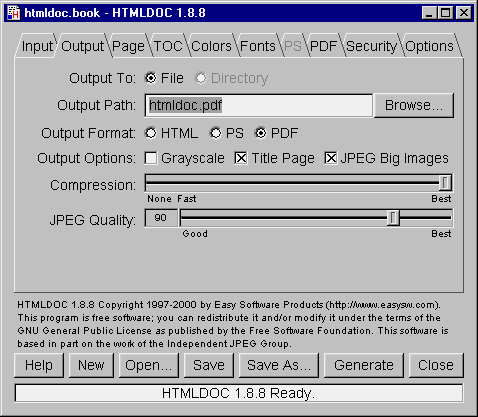 htmldoc.book - HTMLDOC 1.8.8
Input Output Page TOC Colors Fonts PS PDF Security Options
Output To: File Directory
Output Path: htmldoc.pdf Browse...
Output Format: HTML PS PDF
Output Options: Grayscale Title Page JPEG Big Images
Compression:
None Fast Best
JPEG Quality: 90
Good Best
HTMLDOC 1.8.8 Copyright 1997-2000 by Easy Software Products (http://www.easysw.com).
This program is free software; you can redistribute it and/or modify it under the terms of the
GNU General Public License as published by the Free Software Foundation. This software is
based in part on the work of the Independent JPEG Group.
Help New Open... Save Save As... Generate Close
HTMLDOC 1.8.8 Ready.